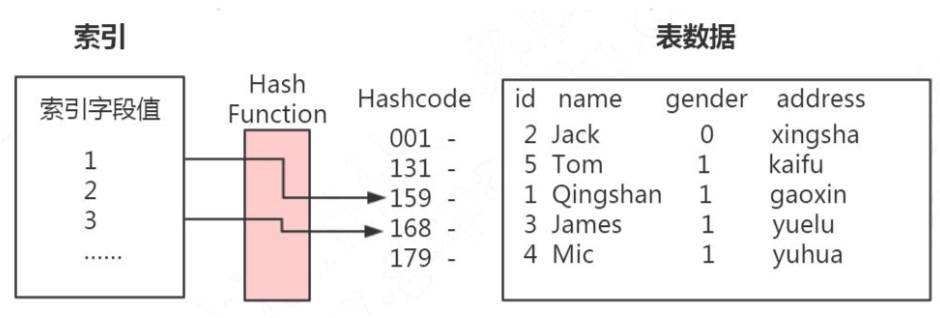 索引
表数据
索引字段值
1
2
3
......
Hash
Function
Hashcode
001 -
131 -
159 -
168 -
179 -
id name gender address
2 Jack 0 xingsha
5 Tom 1 kaifu
1 Qingshan 1 gaoxin
3 James 1 yuelu
4 Mic 1 yuhua